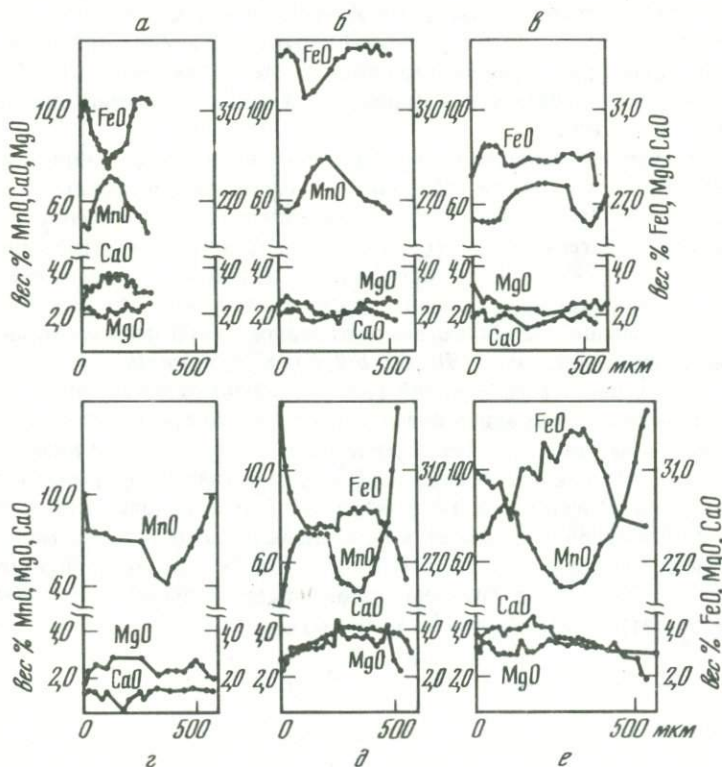 а б в
вес % MnO, CaO, MgO
10,0 31,0 10,0 31,0 10,0 31,0
6,0 27,0 6,0 27,0 6,0 27,0
4,0 4,0 4,0 4,0 4,0 4,0
2,0 2,0 2,0 2,0 2,0 2,0
FeO MnO CaO MgO
FeO MnO MgO CaO
FeO MgO CaO
вес % FeO, MgO, CaO
500 500 500 мкм
вес % MnO, MgO, CaO
10,0 10,0 31,0 10,0 31,0
6,0 6,0 27,0 6,0 27,0
4,0 4,0 4,0 4,0 4,0
2,0 2,0 2,0 2,0 2,0
MnO MgO CaO
FeO MnO CaO MgO
FeO MnO CaO MgO
вес % FeO, MgO, CaO
500 500 500 мкм
0 0 0
г д е